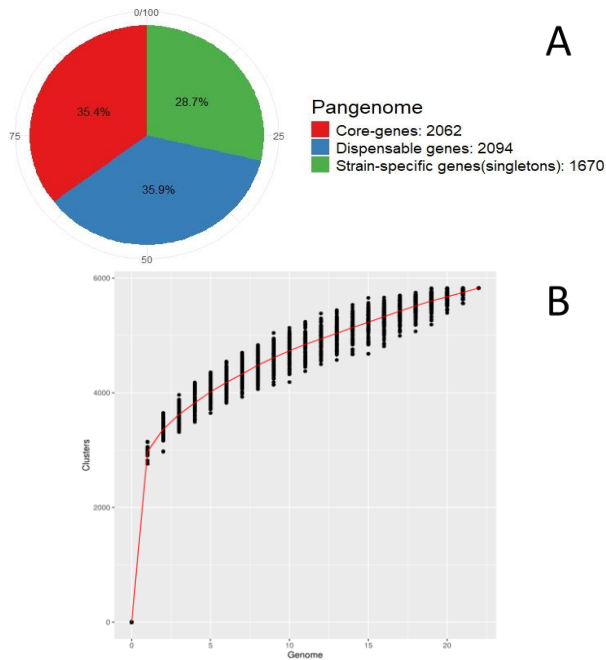 A
0/100
28.7%
35.4%
75
25
35.9%
50
Pangenome
Core-genes: 2062
Dispensable genes: 2094
Strain-specific genes(singletons): 1670
B
6000
4000
2000
0
Clusters
0
5
10
15
20
Genome